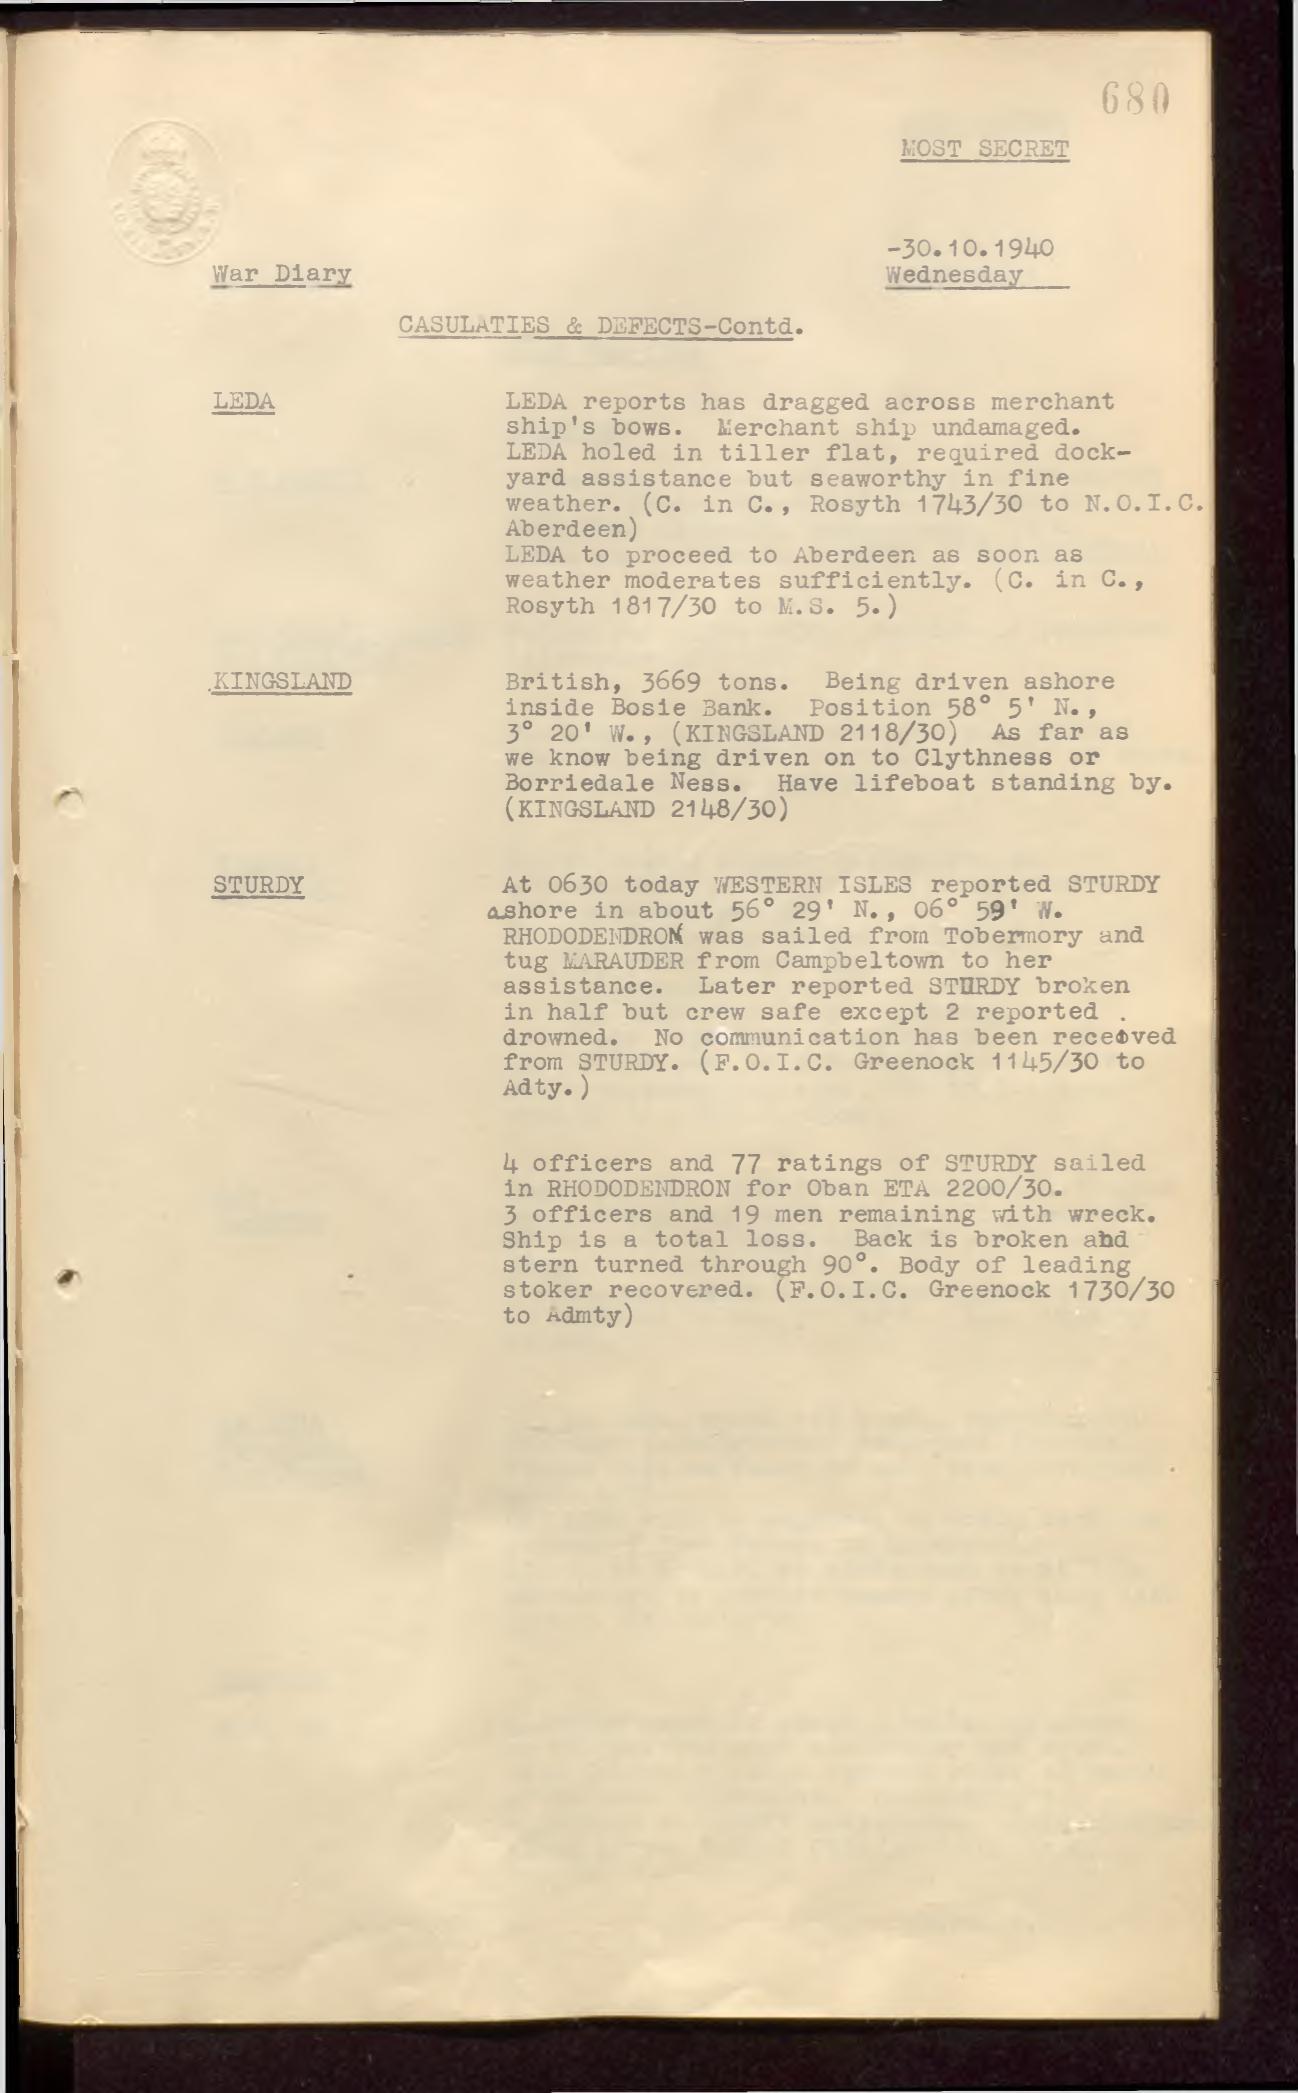 680
MOST SECRET
-30.10.1940
War Diary
Wednesday
CASULATIES & DEFECTS-Contd.
LEDA
LEDA reports has dragged across merchant
ship's bows. Merchant ship undamaged.
LEDA holed in tiller flat, required dock-
yard assistance but seaworthy in fine
weather. (C. in C., Rosyth 1743/30 to N.O.I.C.
Aberdeen)
LEDA to proceed to Aberdeen as soon as
weather moderates sufficiently. (C. in C.,
Rosyth 1817/30 to M.S. 5.)
KINGSLAND
British, 3669 tons. Being driven ashore
inside Bosie Bank. Position 58° 5' N.,
3° 20' W., (KINGSLAND 2118/30) As far as
we know being driven on to Clythness or
Borriedale Ness. Have lifeboat standing by.
(KINGSLAND 2148/30)
STURDY
At 0630 today WESTERN ISLES reported STURDY
ashore in about 56° 29' N., 06° 59' W.
RHODODENDRON was sailed from Tobermory and
tug MARAUDER from Campbeltown to her
assistance. Later reported STURDY broken
in half but crew safe except 2 reported .
drowned. No communication has been received
from STURDY. (F.O.I.C. Greenock 1145/30 to
Adty.)
4 officers and 77 ratings of STURDY sailed
in RHODODENDRON for Oban ETA 2200/30.
3 officers and 19 men remaining with wreck.
Ship is a total loss. Back is broken and
stern turned through 90°. Body of leading
stoker recovered. (F.O.I.C. Greenock 1730/30
to Admty)